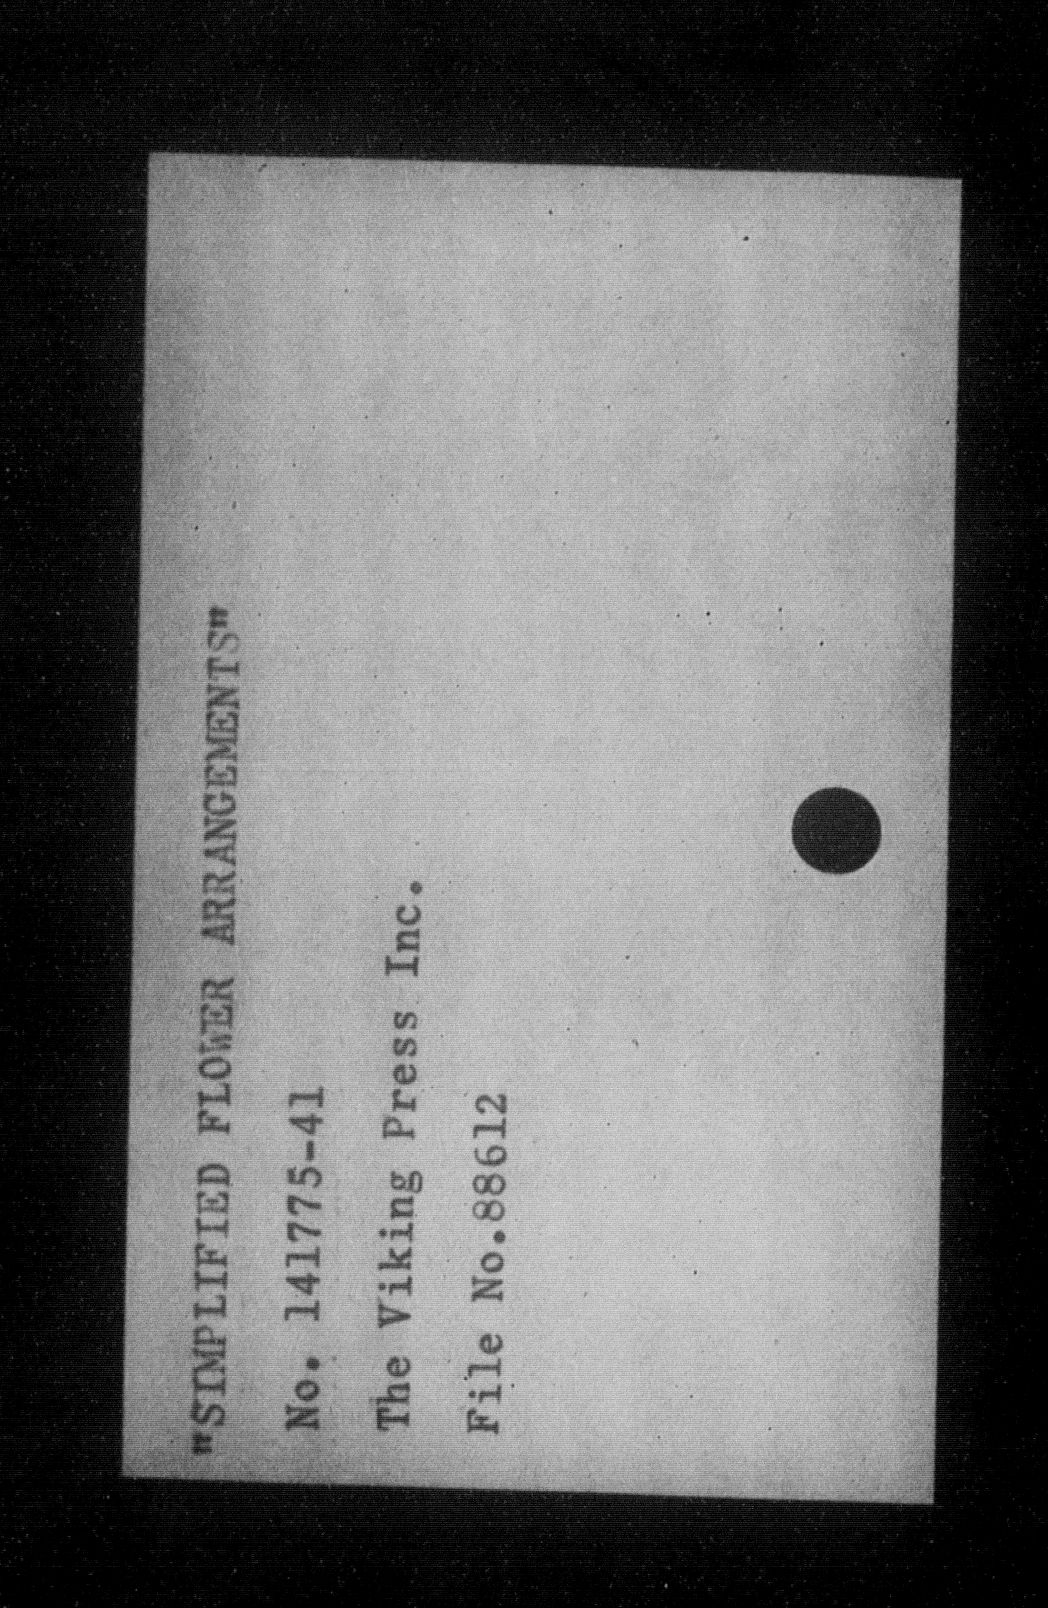 "SIMPLIFIED FLOWER ARRANGEMENTS"
No. 141775-41
The Viking Press Inc.
File No.88612